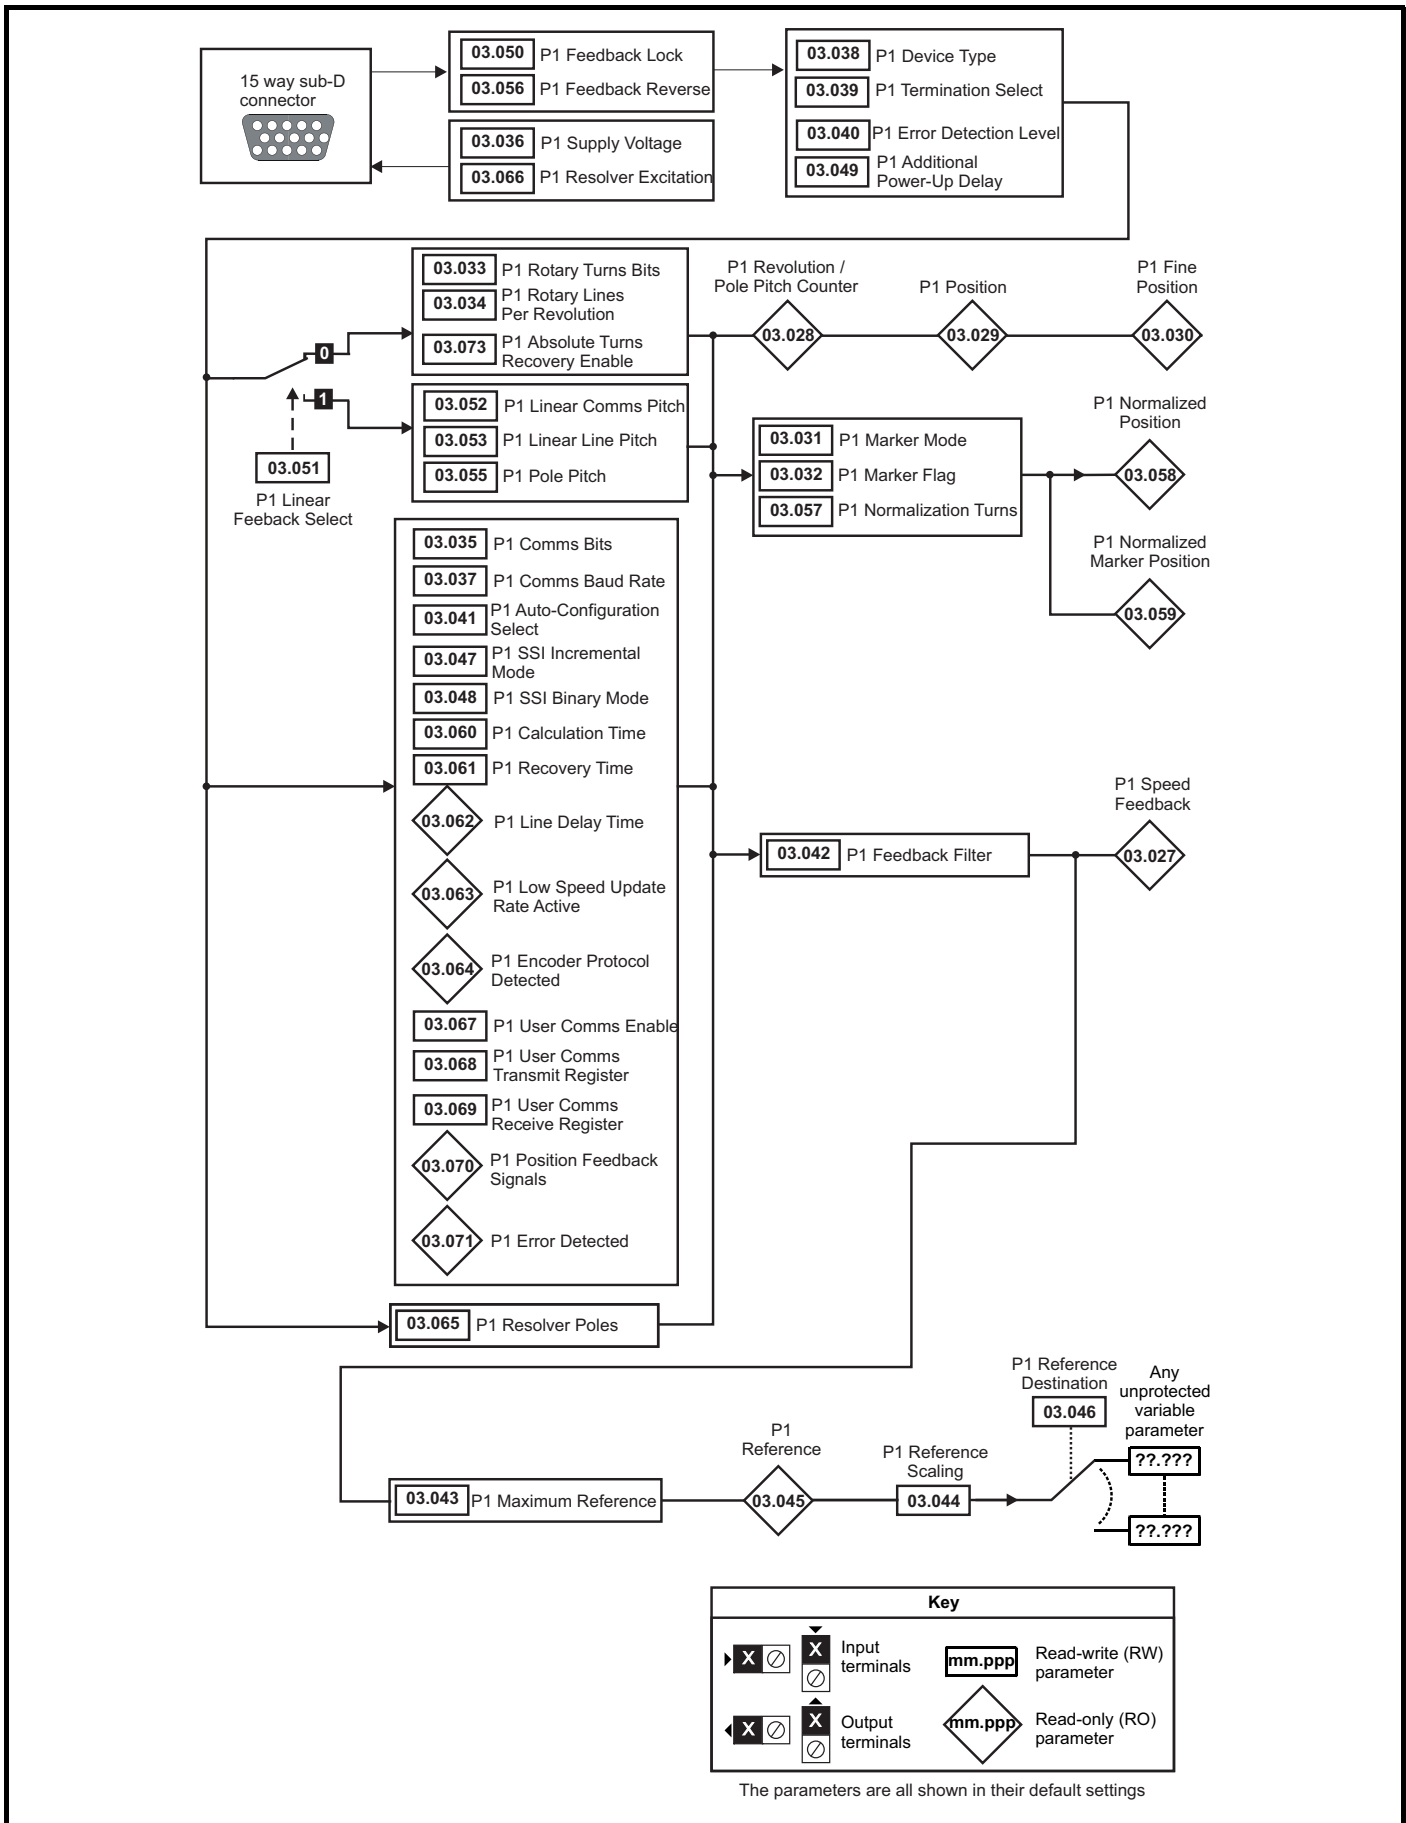 15 way sub-D
connector
03.050 P1 Feedback Lock
03.056 P1 Feedback Reverse
03.036 P1 Supply Voltage
03.066 P1 Resolver Excitation
03.038 P1 Device Type
03.039 P1 Termination Select
03.040 P1 Error Detection Level
03.049 P1 Additional
Power-Up Delay
03.033 P1 Rotary Turns Bits
03.034 P1 Rotary Lines
Per Revolution
03.073 P1 Absolute Turns
Recovery Enable
0
1
03.051
P1 Linear
Feeback Select
03.052 P1 Linear Comms Pitch
03.053 P1 Linear Line Pitch
03.055 P1 Pole Pitch
P1 Revolution /
Pole Pitch Counter
03.028
P1 Position
03.029
P1 Fine
Position
03.030
03.031 P1 Marker Mode
03.032 P1 Marker Flag
03.057 P1 Normalization Turns
P1 Normalized
Position
03.058
P1 Normalized
Marker Position
03.059
03.035 P1 Comms Bits
03.037 P1 Comms Baud Rate
03.041 P1 Auto-Configuration
Select
03.047 P1 SSI Incremental
Mode
03.048 P1 SSI Binary Mode
03.060 P1 Calculation Time
03.061 P1 Recovery Time
03.062 P1 Line Delay Time
03.063 P1 Low Speed Update
Rate Active
03.064 P1 Encoder Protocol
Detected
03.067 P1 User Comms Enable
03.068 P1 User Comms
Transmit Register
03.069 P1 User Comms
Receive Register
03.070 P1 Position Feedback
Signals
03.071 P1 Error Detected
03.042 P1 Feedback Filter
P1 Speed
Feedback
03.027
03.065 P1 Resolver Poles
03.043 P1 Maximum Reference
P1
Reference
03.045
P1 Reference
Scaling
03.044
P1 Reference
Destination
03.046
Any
unprotected
variable
parameter
??.???
??.???
Key
X
X
Input
terminals
mm.ppp
Read-write (RW)
parameter
X
X
Output
terminals
mm.ppp
Read-only (RO)
parameter
The parameters are all shown in their default settings